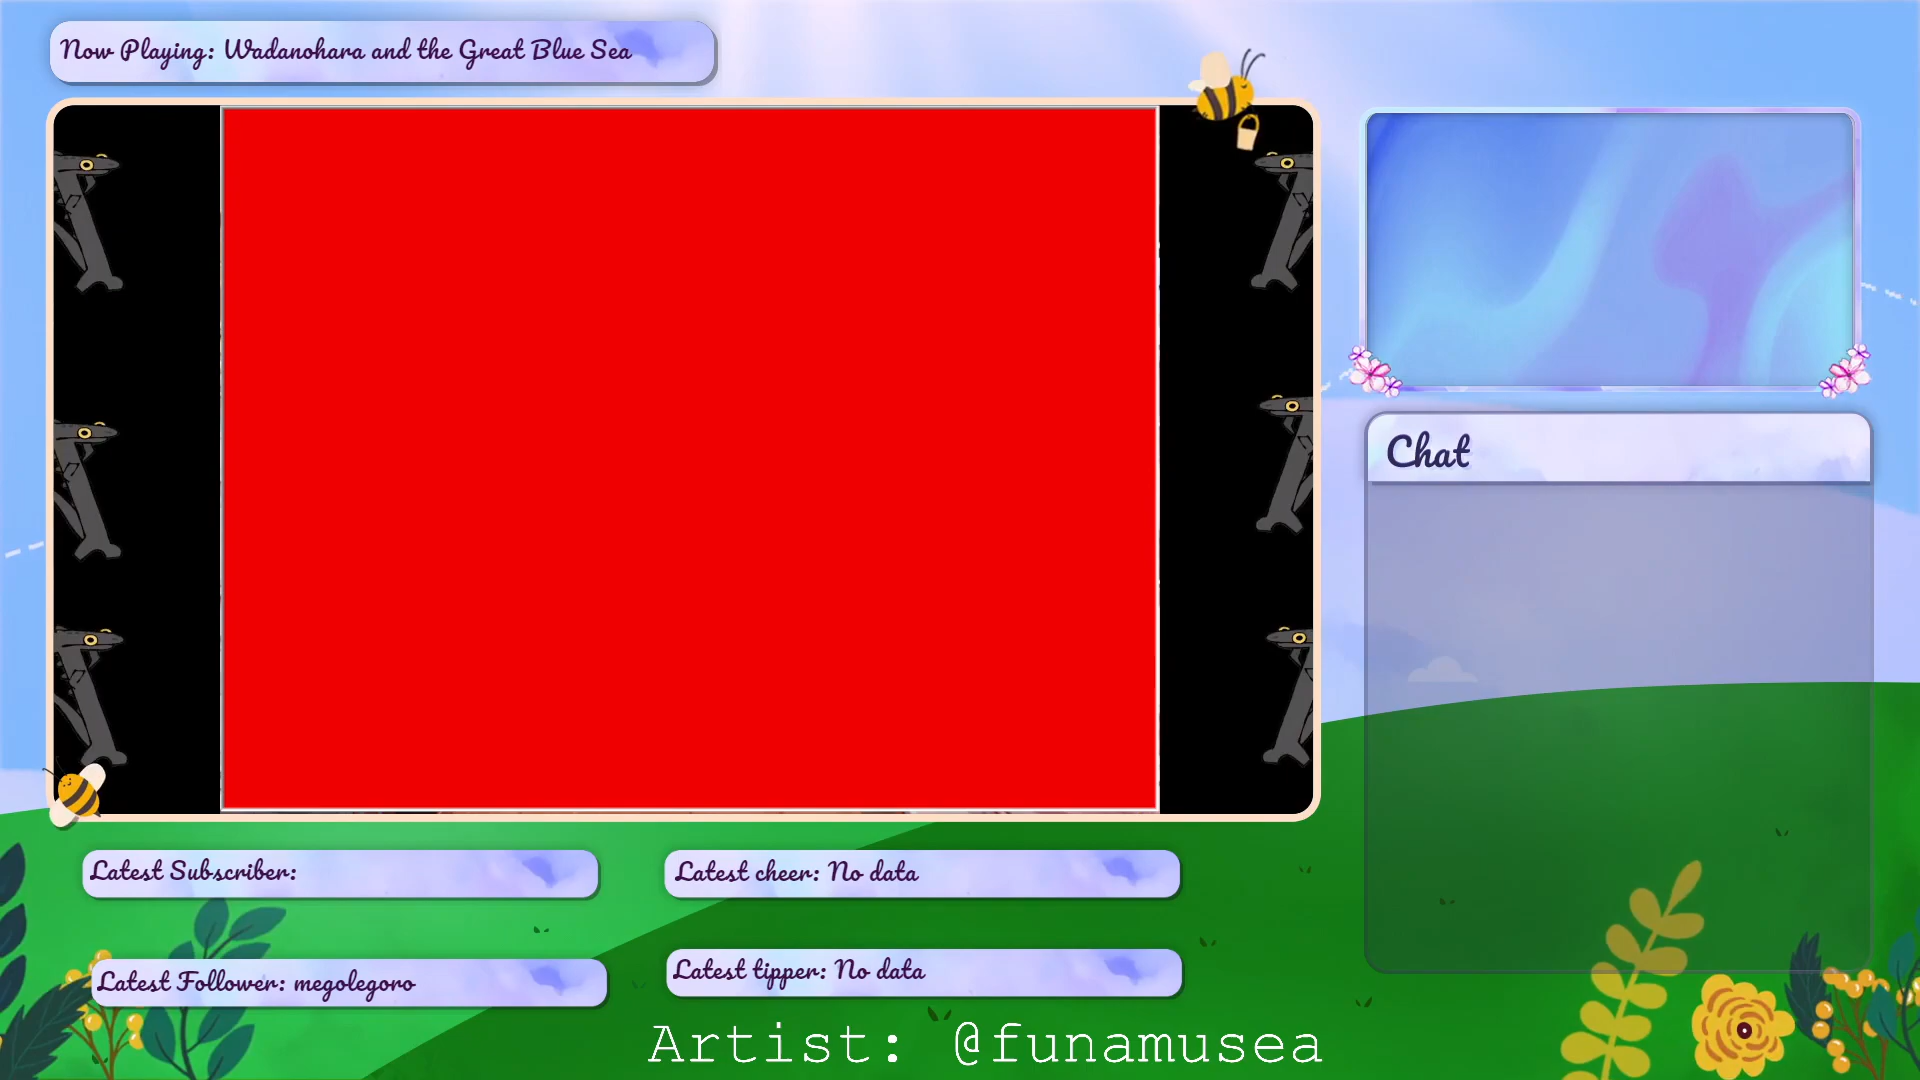 Now Playing: Wadanohara and the Great Blue Sea
Chat
Latest Subscriber:
Latest cheer: No data
Latest Follower: megolegoro
Latest tipper: No data
Artist: @funamusea